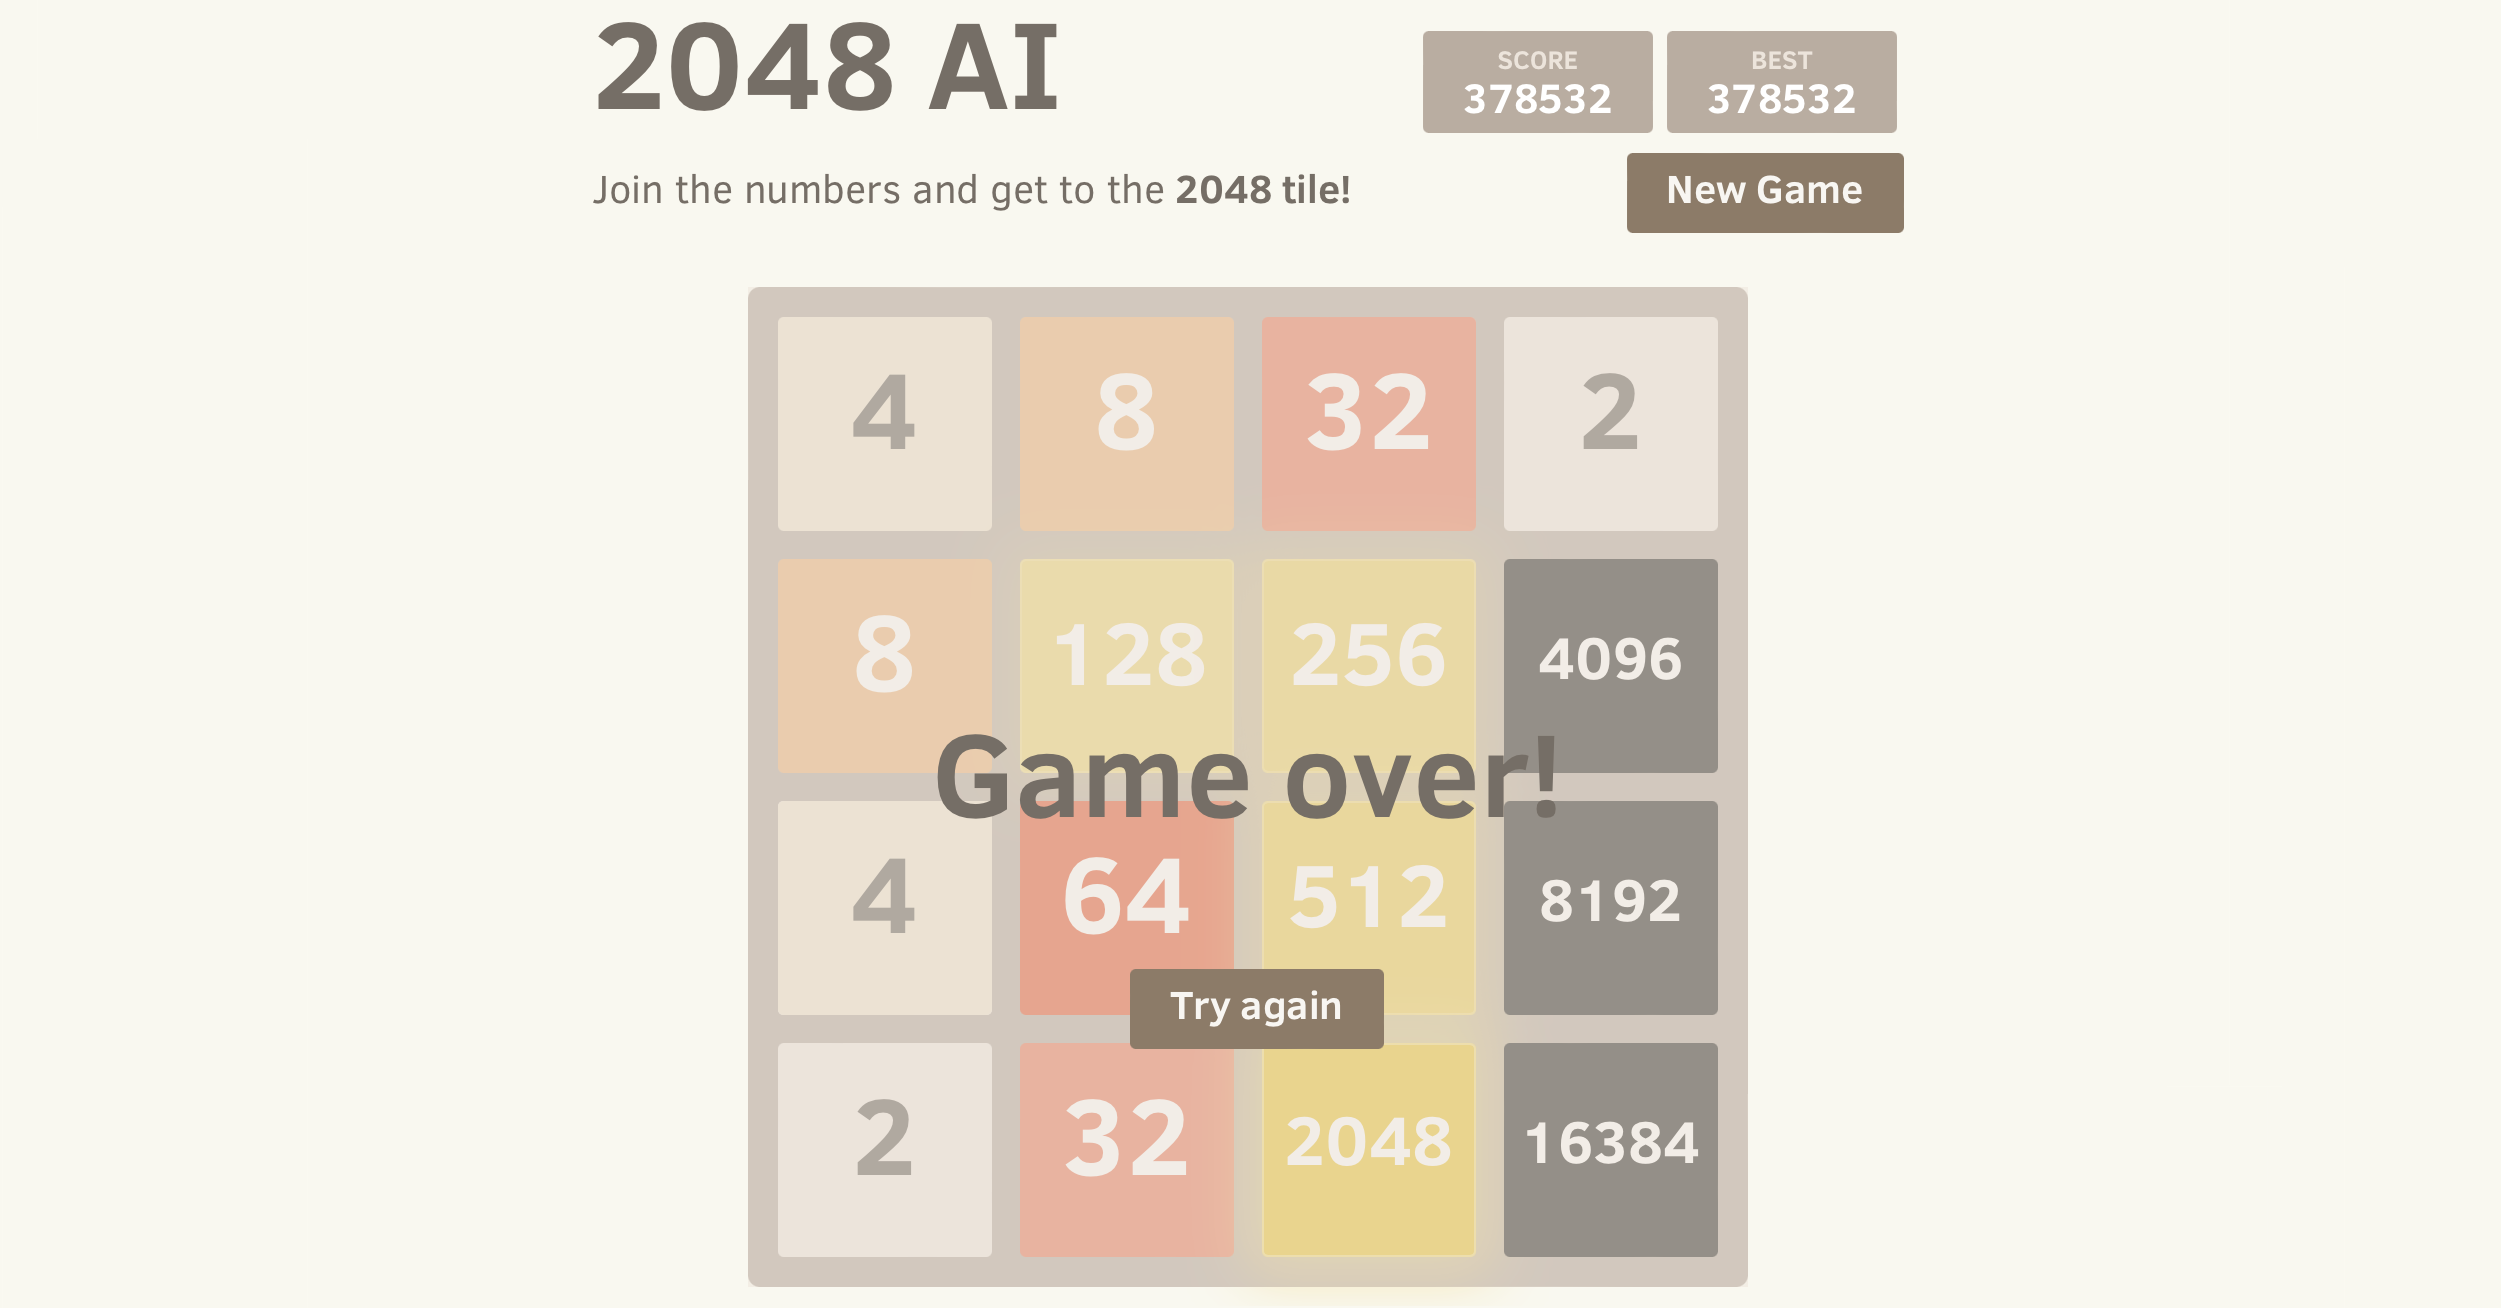 2048 AI
SCORE
378532
BEST
378532
Join the numbers and get to the 2048 tile!
New Game
4 8 32 2
8 128 256 4096
Game over!
4 64 512 8192
Try again
2 32 2048 16384